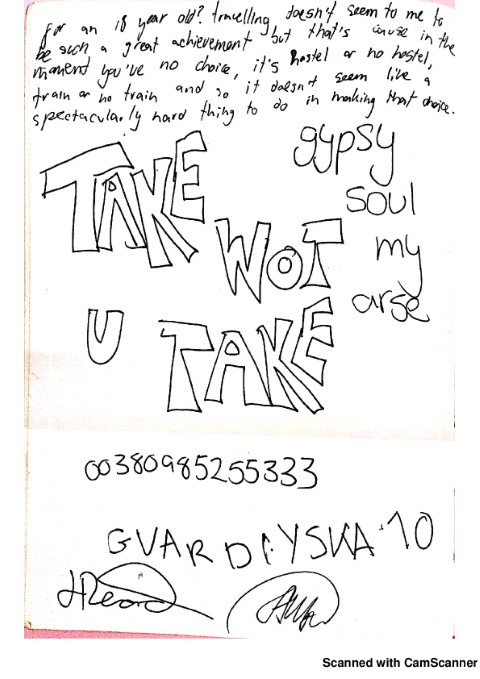 for an 18 year old? travelling doesn't seem to me to
be such a great achievement but that's cause in the
moment you've no choice, it's hostel or no hostel,
train or no train and so it doesn't seem like a
spectacularly hard thing to do in making that choice.
gypsy
soul
my
arse
TAKE
WOT
U TAKE
00380985255333
GVARDIYSKA 10
Scanned with CamScanner